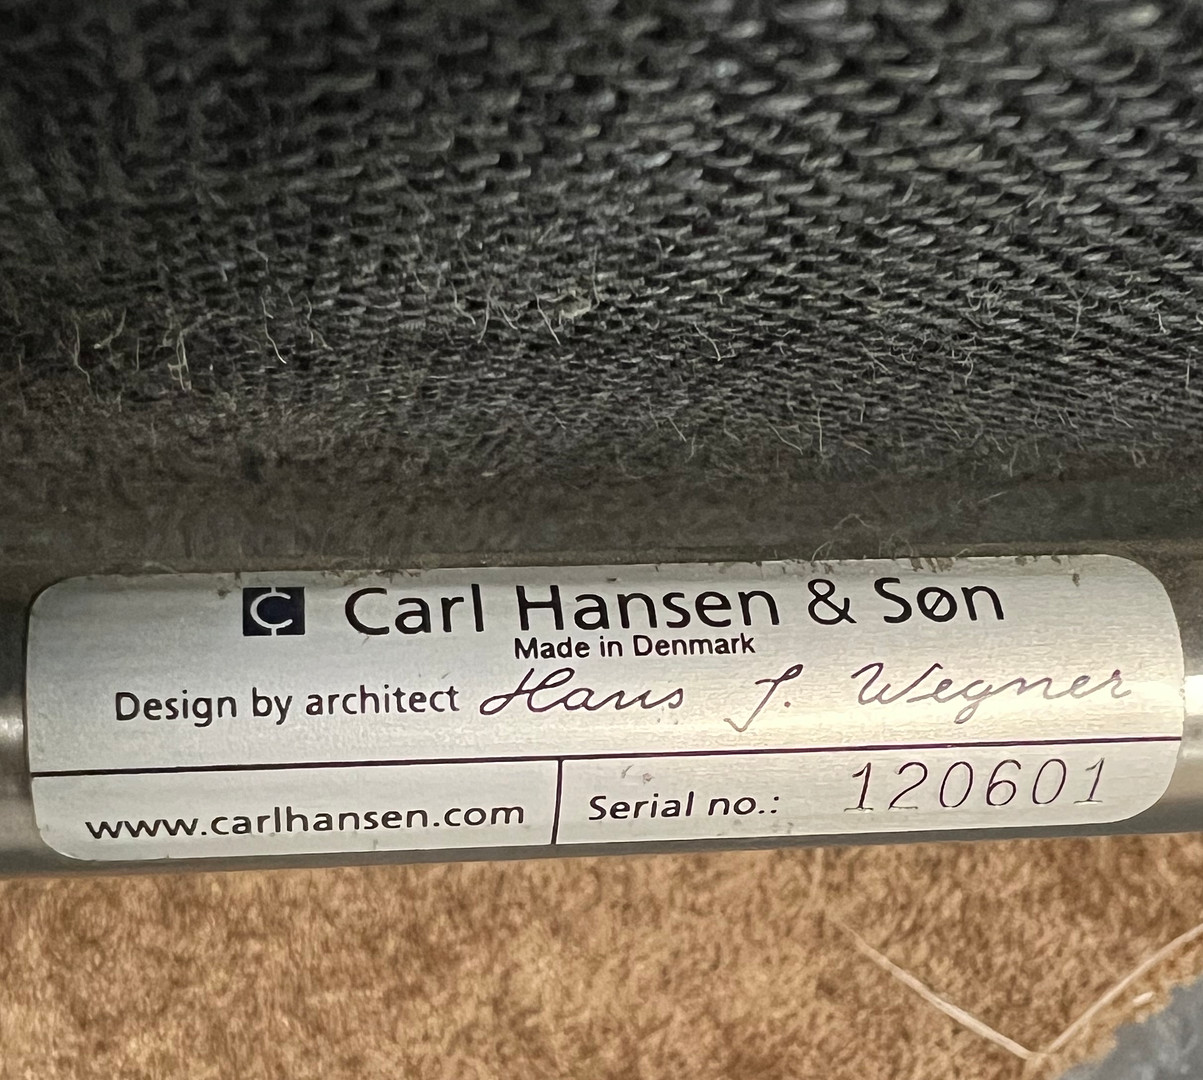 C Carl Hansen & Søn
Made in Denmark
Design by architect Hans J. Wegner
www.carlhansen.com
Serial no.: 120601